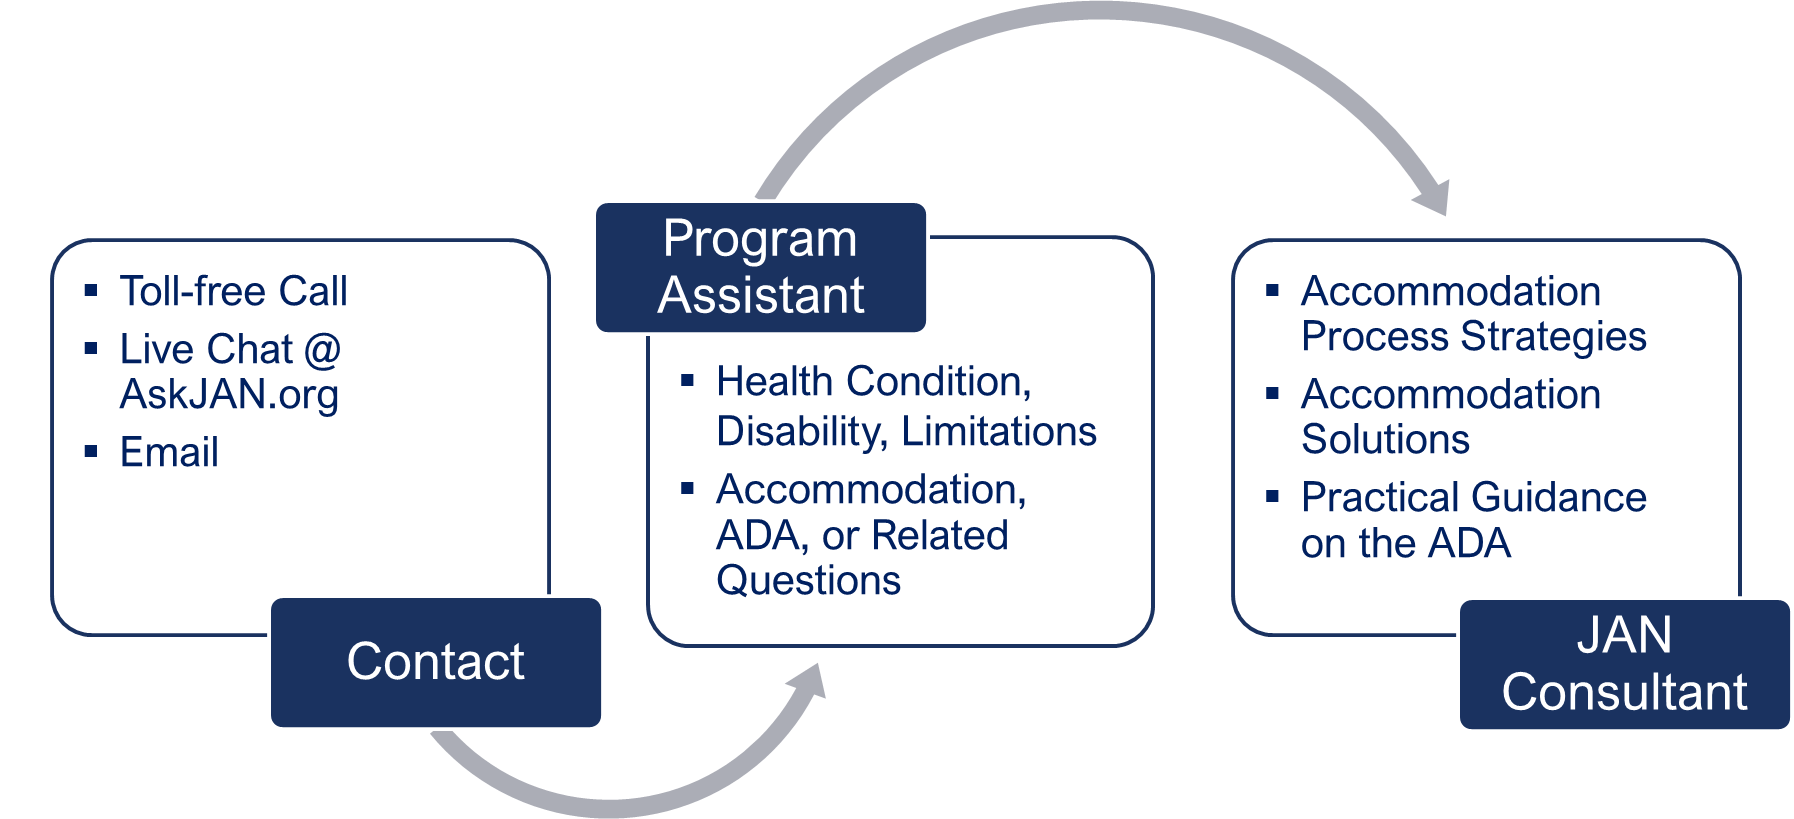 ▪ Toll-free Call
▪ Live Chat @
AskJAN.org
▪ Email
Contact
Program
Assistant
▪ Health Condition,
Disability, Limitations
▪ Accommodation,
ADA, or Related
Questions
▪ Accommodation
Process Strategies
▪ Accommodation
Solutions
▪ Practical Guidance
on the ADA
JAN
Consultant